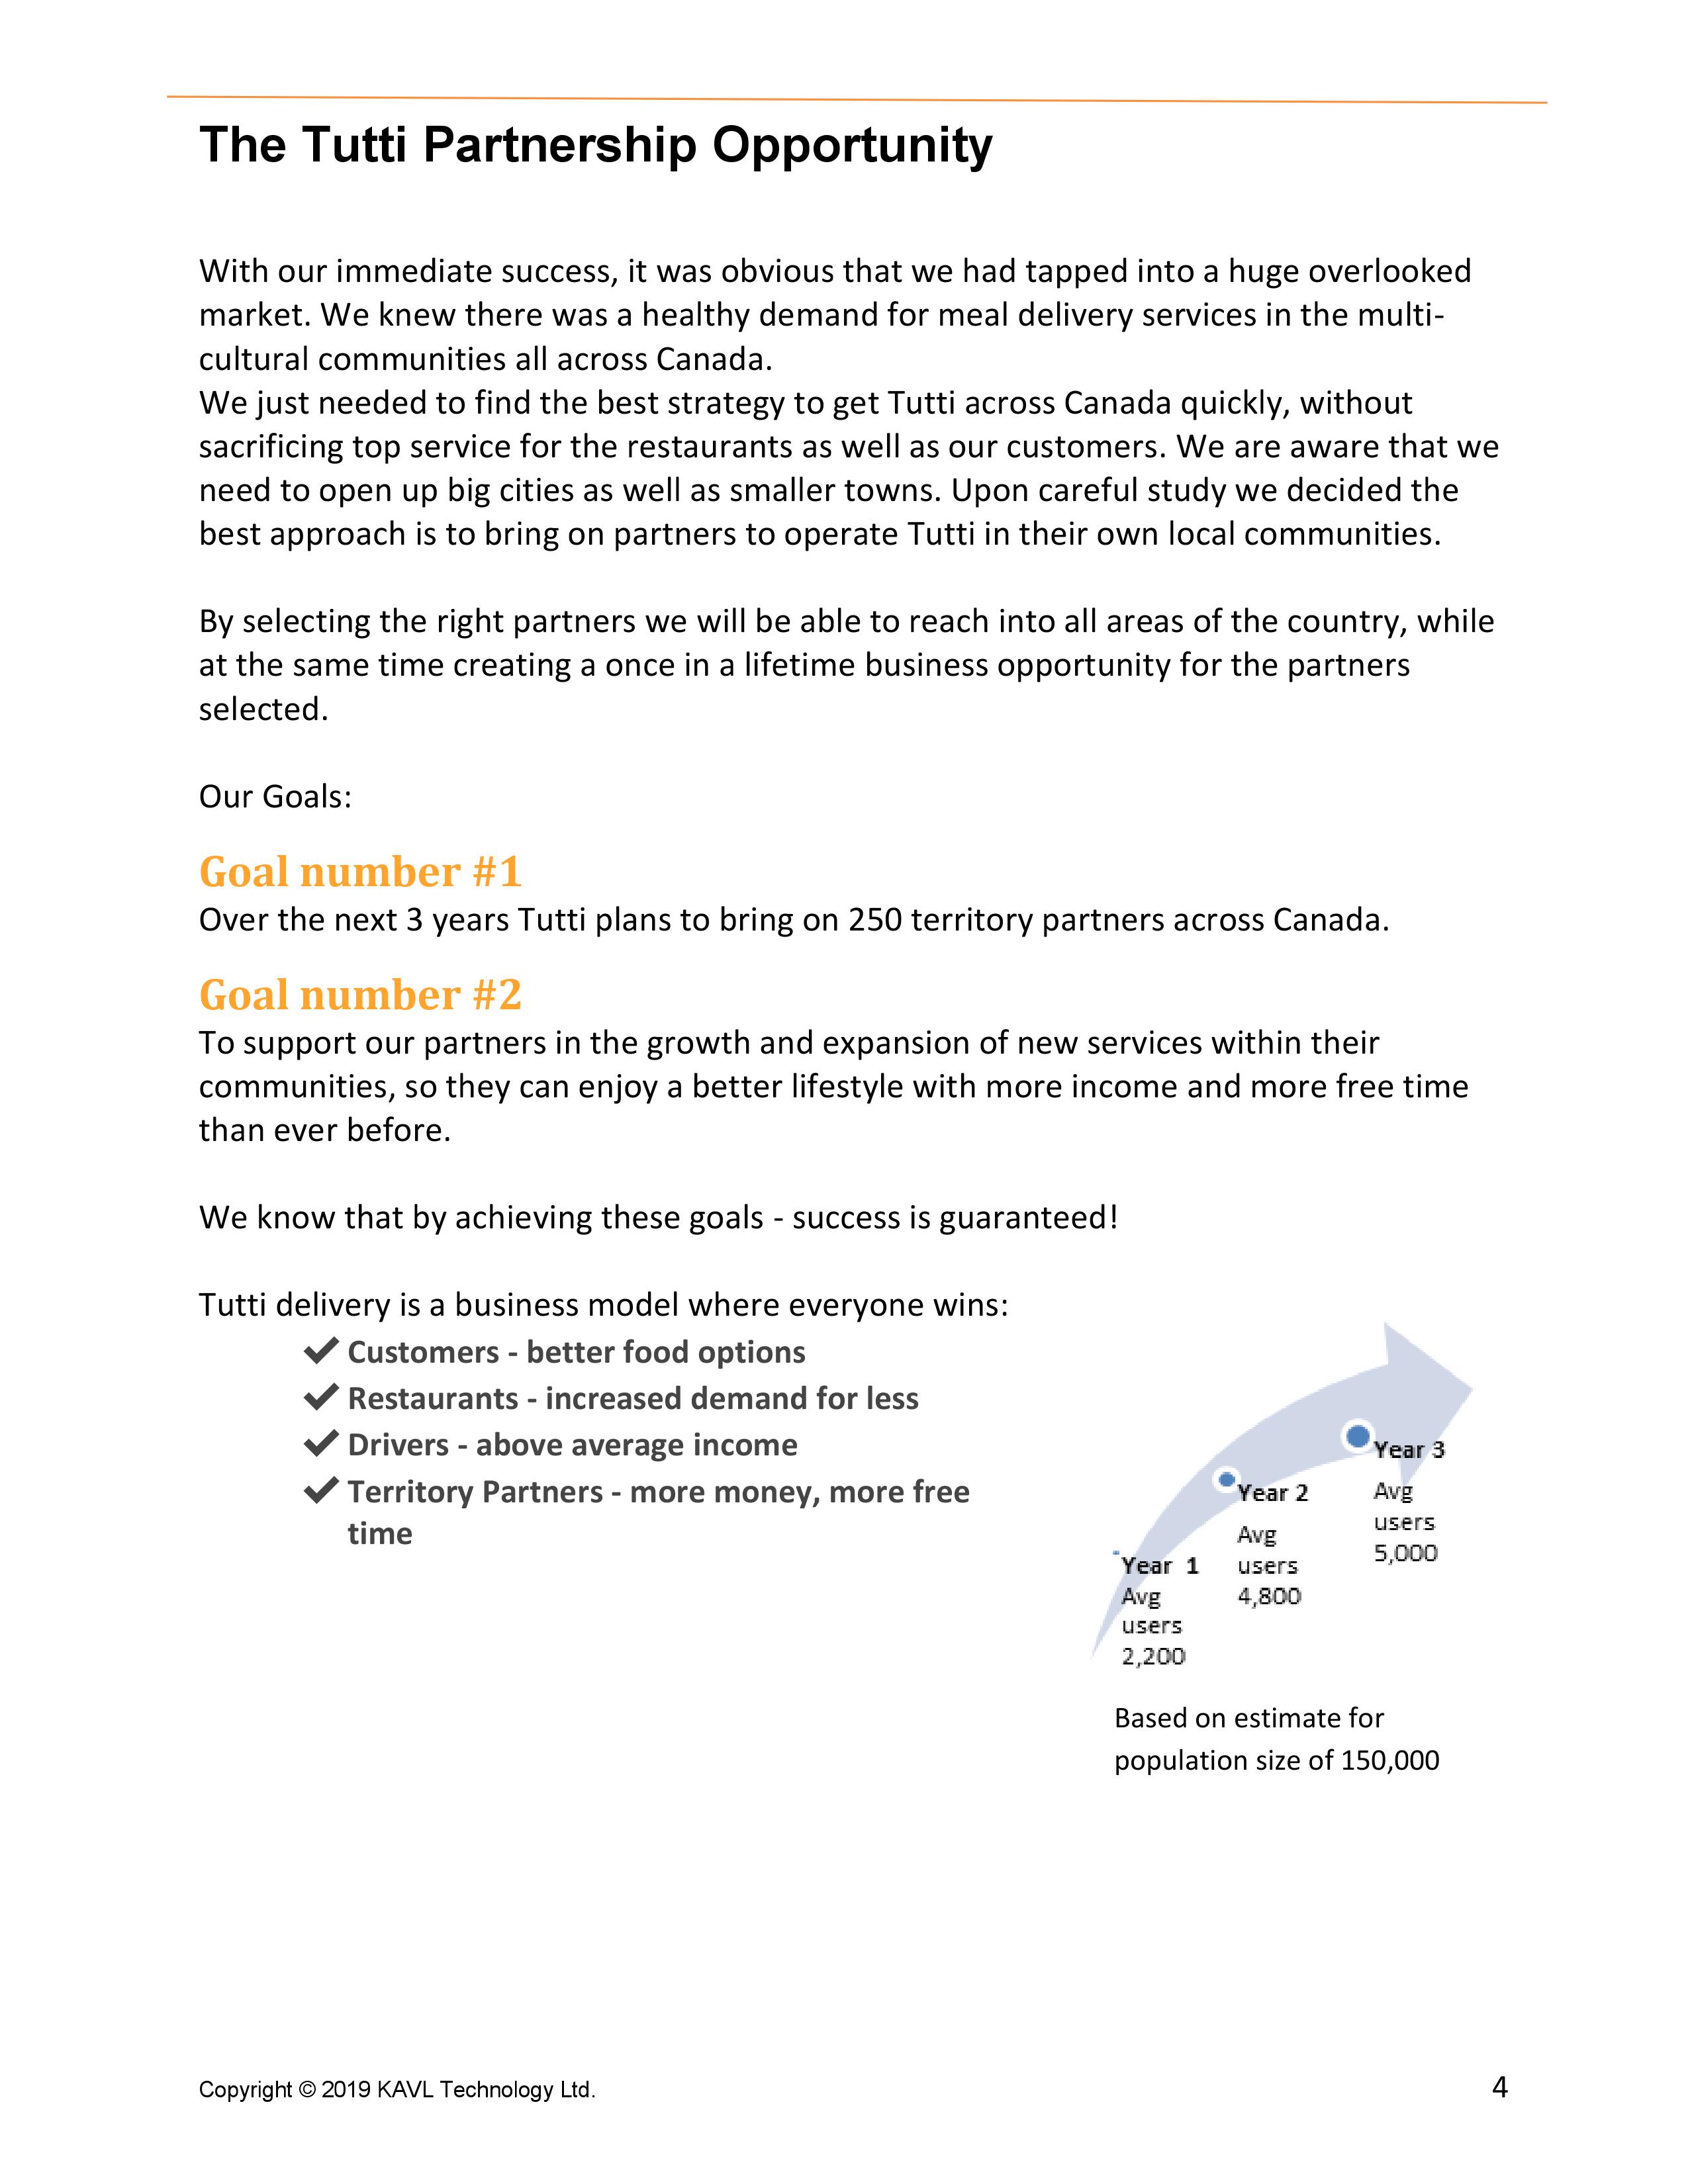 The Tutti Partnership Opportunity
With our immediate success, it was obvious that we had tapped into a huge overlooked
market. We knew there was a healthy demand for meal delivery services in the multi-
cultural communities all across Canada.
We just needed to find the best strategy to get Tutti across Canada quickly, without
sacrificing top service for the restaurants as well as our customers. We are aware that we
need to open up big cities as well as smaller towns. Upon careful study we decided the
best approach is to bring on partners to operate Tutti in their own local communities.
By selecting the right partners we will be able to reach into all areas of the country, while
at the same time creating a once in a lifetime business opportunity for the partners
selected.
Our Goals:
Goal number #1
Over the next 3 years Tutti plans to bring on 250 territory partners across Canada.
Goal number #2
To support our partners in the growth and expansion of new services within their
communities, so they can enjoy a better lifestyle with more income and more free time
than ever before.
We know that by achieving these goals - success is guaranteed!
Tutti delivery is a business model where everyone wins:
✔ Customers - better food options
✔ Restaurants - increased demand for less
✔ Drivers - above average income
✔ Territory Partners - more money, more free
time
Year 1
Avg
users
2,200
Year 2
Avg
users
4,800
Year 3
Avg
users
5,000
Based on estimate for
population size of 150,000
Copyright © 2019 KAVL Technology Ltd.
4